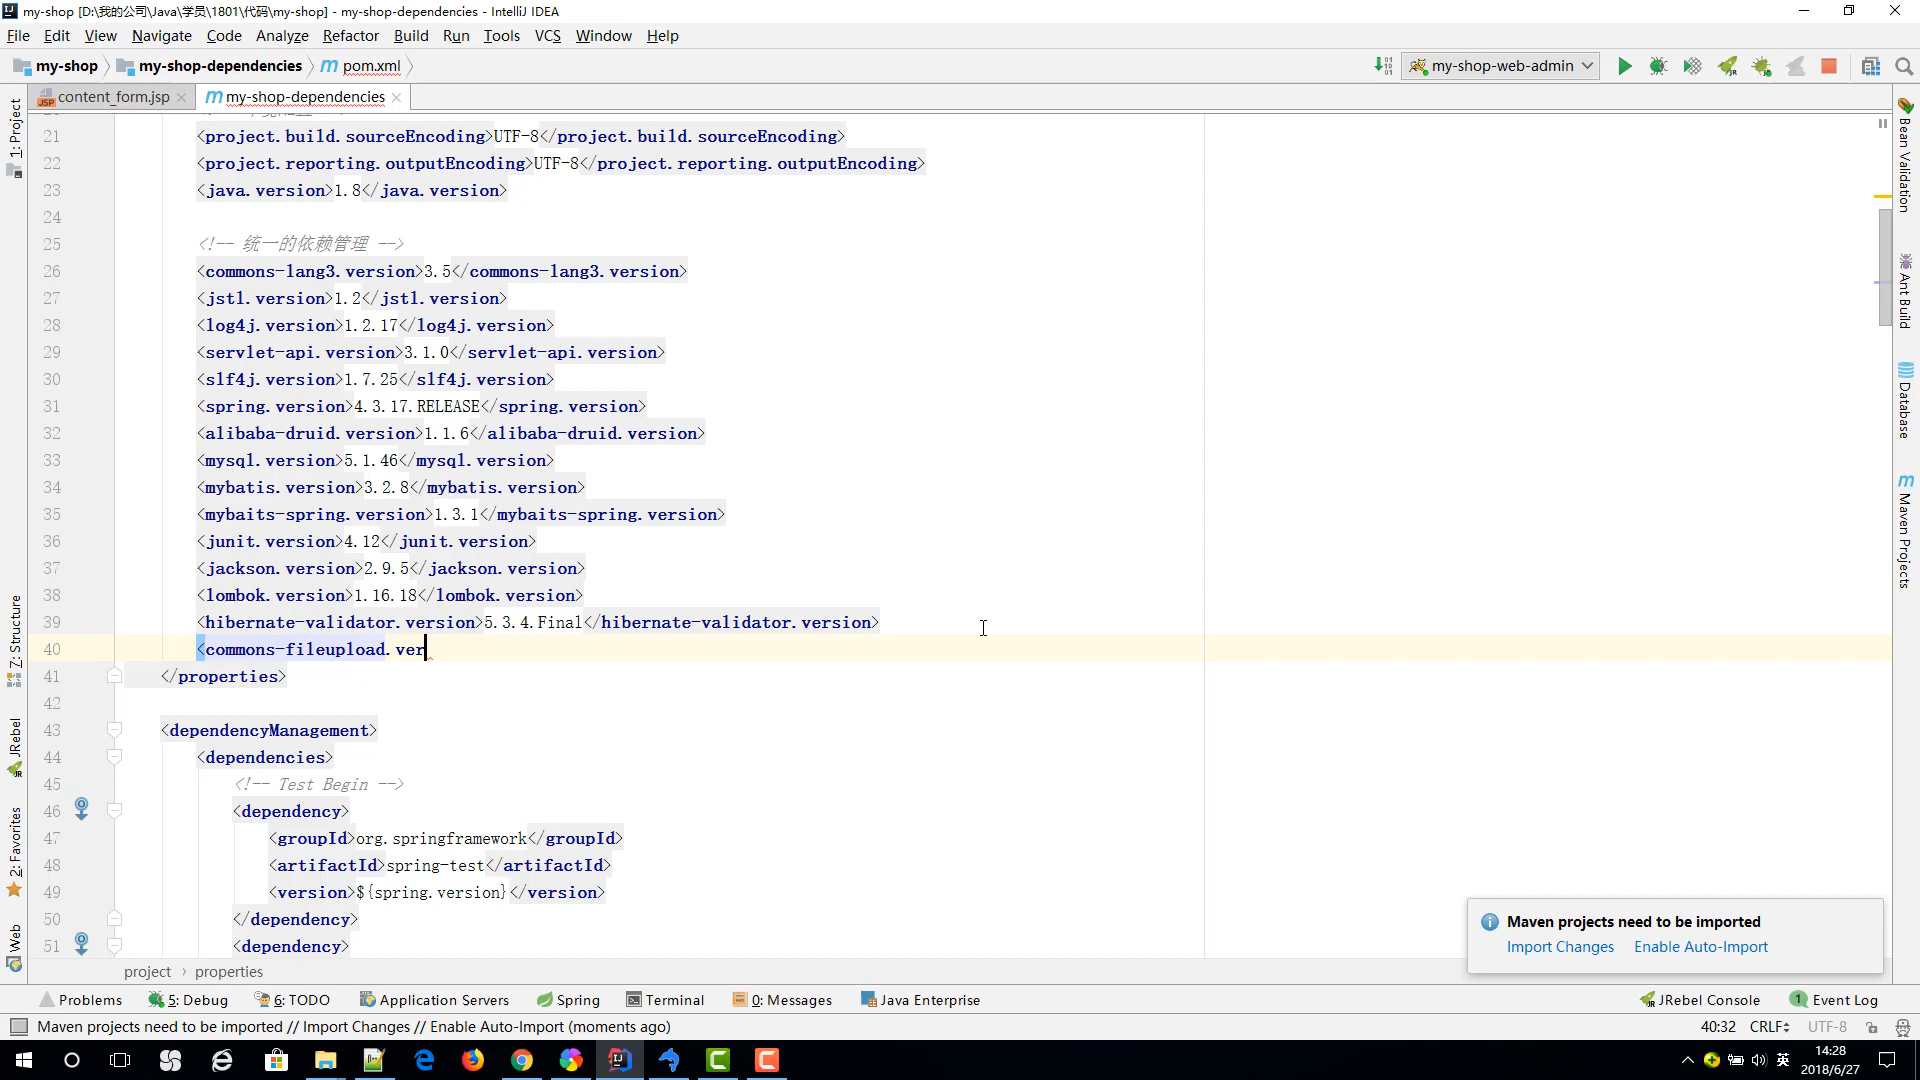 my-shop [D:\我的公司\Java\学员\1801\代码\my-shop] - my-shop-dependencies - IntelliJ IDEA
File Edit View Navigate Code Analyze Refactor Build Run Tools VCS Window Help
my-shop my-shop-dependencies pom.xml my-shop-web-admin
content_form.jsp my-shop-dependencies
21 <project.build.sourceEncoding>UTF-8</project.build.sourceEncoding>
22 <project.reporting.outputEncoding>UTF-8</project.reporting.outputEncoding>
23 <java.version>1.8</java.version>
24
25 <!-- 统一的依赖管理 -->
26 <commons-lang3.version>3.5</commons-lang3.version>
27 <jstl.version>1.2</jstl.version>
28 <log4j.version>1.2.17</log4j.version>
29 <servlet-api.version>3.1.0</servlet-api.version>
30 <slf4j.version>1.7.25</slf4j.version>
31 <spring.version>4.3.17.RELEASE</spring.version>
32 <alibaba-druid.version>1.1.6</alibaba-druid.version>
33 <mysql.version>5.1.46</mysql.version>
34 <mybatis.version>3.2.8</mybatis.version>
35 <mybaits-spring.version>1.3.1</mybaits-spring.version>
36 <junit.version>4.12</junit.version>
37 <jackson.version>2.9.5</jackson.version>
38 <lombok.version>1.16.18</lombok.version>
39 <hibernate-validator.version>5.3.4.Final</hibernate-validator.version>
40 <commons-fileupload.ver
41 </properties>
42
43 <dependencyManagement>
44 <dependencies>
45 <!-- Test Begin -->
46 <dependency>
47 <groupId>org.springframework</groupId>
48 <artifactId>spring-test</artifactId>
49 <version>${spring.version}</version>
50 </dependency>
51 <dependency>
project › properties
1: Project
7: Structure
JRebel
2: Favorites
Web
Bean Validation
Ant Build
Database
Maven Projects
Maven projects need to be imported
Import Changes Enable Auto-Import
Problems 5: Debug 6: TODO Application Servers Spring Terminal 0: Messages Java Enterprise JRebel Console 1 Event Log
Maven projects need to be imported // Import Changes // Enable Auto-Import (moments ago) 40:32 CRLF UTF-8
英 14:28
2018/6/27